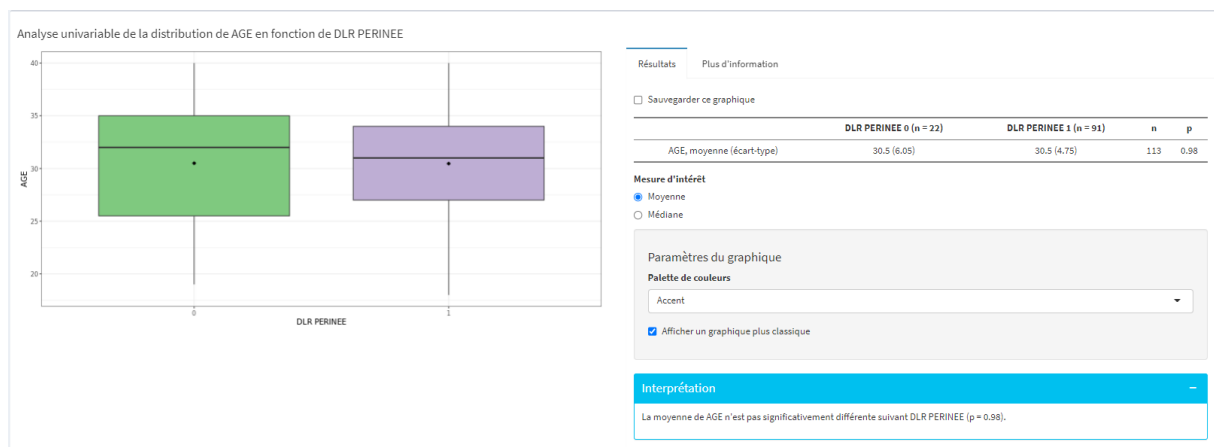 Analyse univariable de la distribution de AGE en fonction de DLR PERINEE
40
35
30
25
20
AGE
0
1
DLR PERINEE
Résultats Plus d'information
Sauvegarder ce graphique
DLR PERINEE 0 (n = 22) DLR PERINEE 1 (n = 91) n p
AGE, moyenne (écart-type) 30.5 (6.05) 30.5 (4.75) 113 0.98
Mesure d'intérêt
Moyenne
Médiane
Paramètres du graphique
Palette de couleurs
Accent
Afficher un graphique plus classique
Interprétation
La moyenne de AGE n'est pas significativement différente suivant DLR PERINEE (p = 0.98).